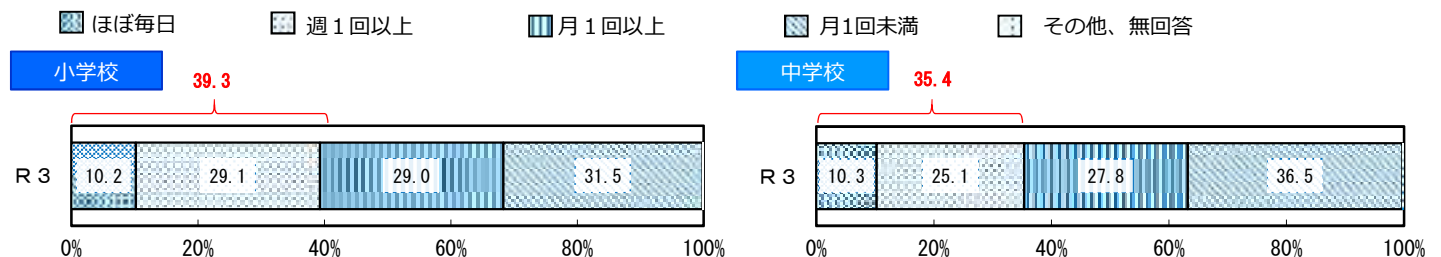 ほぼ毎日 週１回以上 月１回以上 月1回未満 その他、無回答
小学校 39.3 中学校 35.4
Ｒ３ 10.2 29.1 29.0 31.5 Ｒ３ 10.3 25.1 27.8 36.5
0% 20% 40% 60% 80% 100% 0% 20% 40% 60% 80% 100%